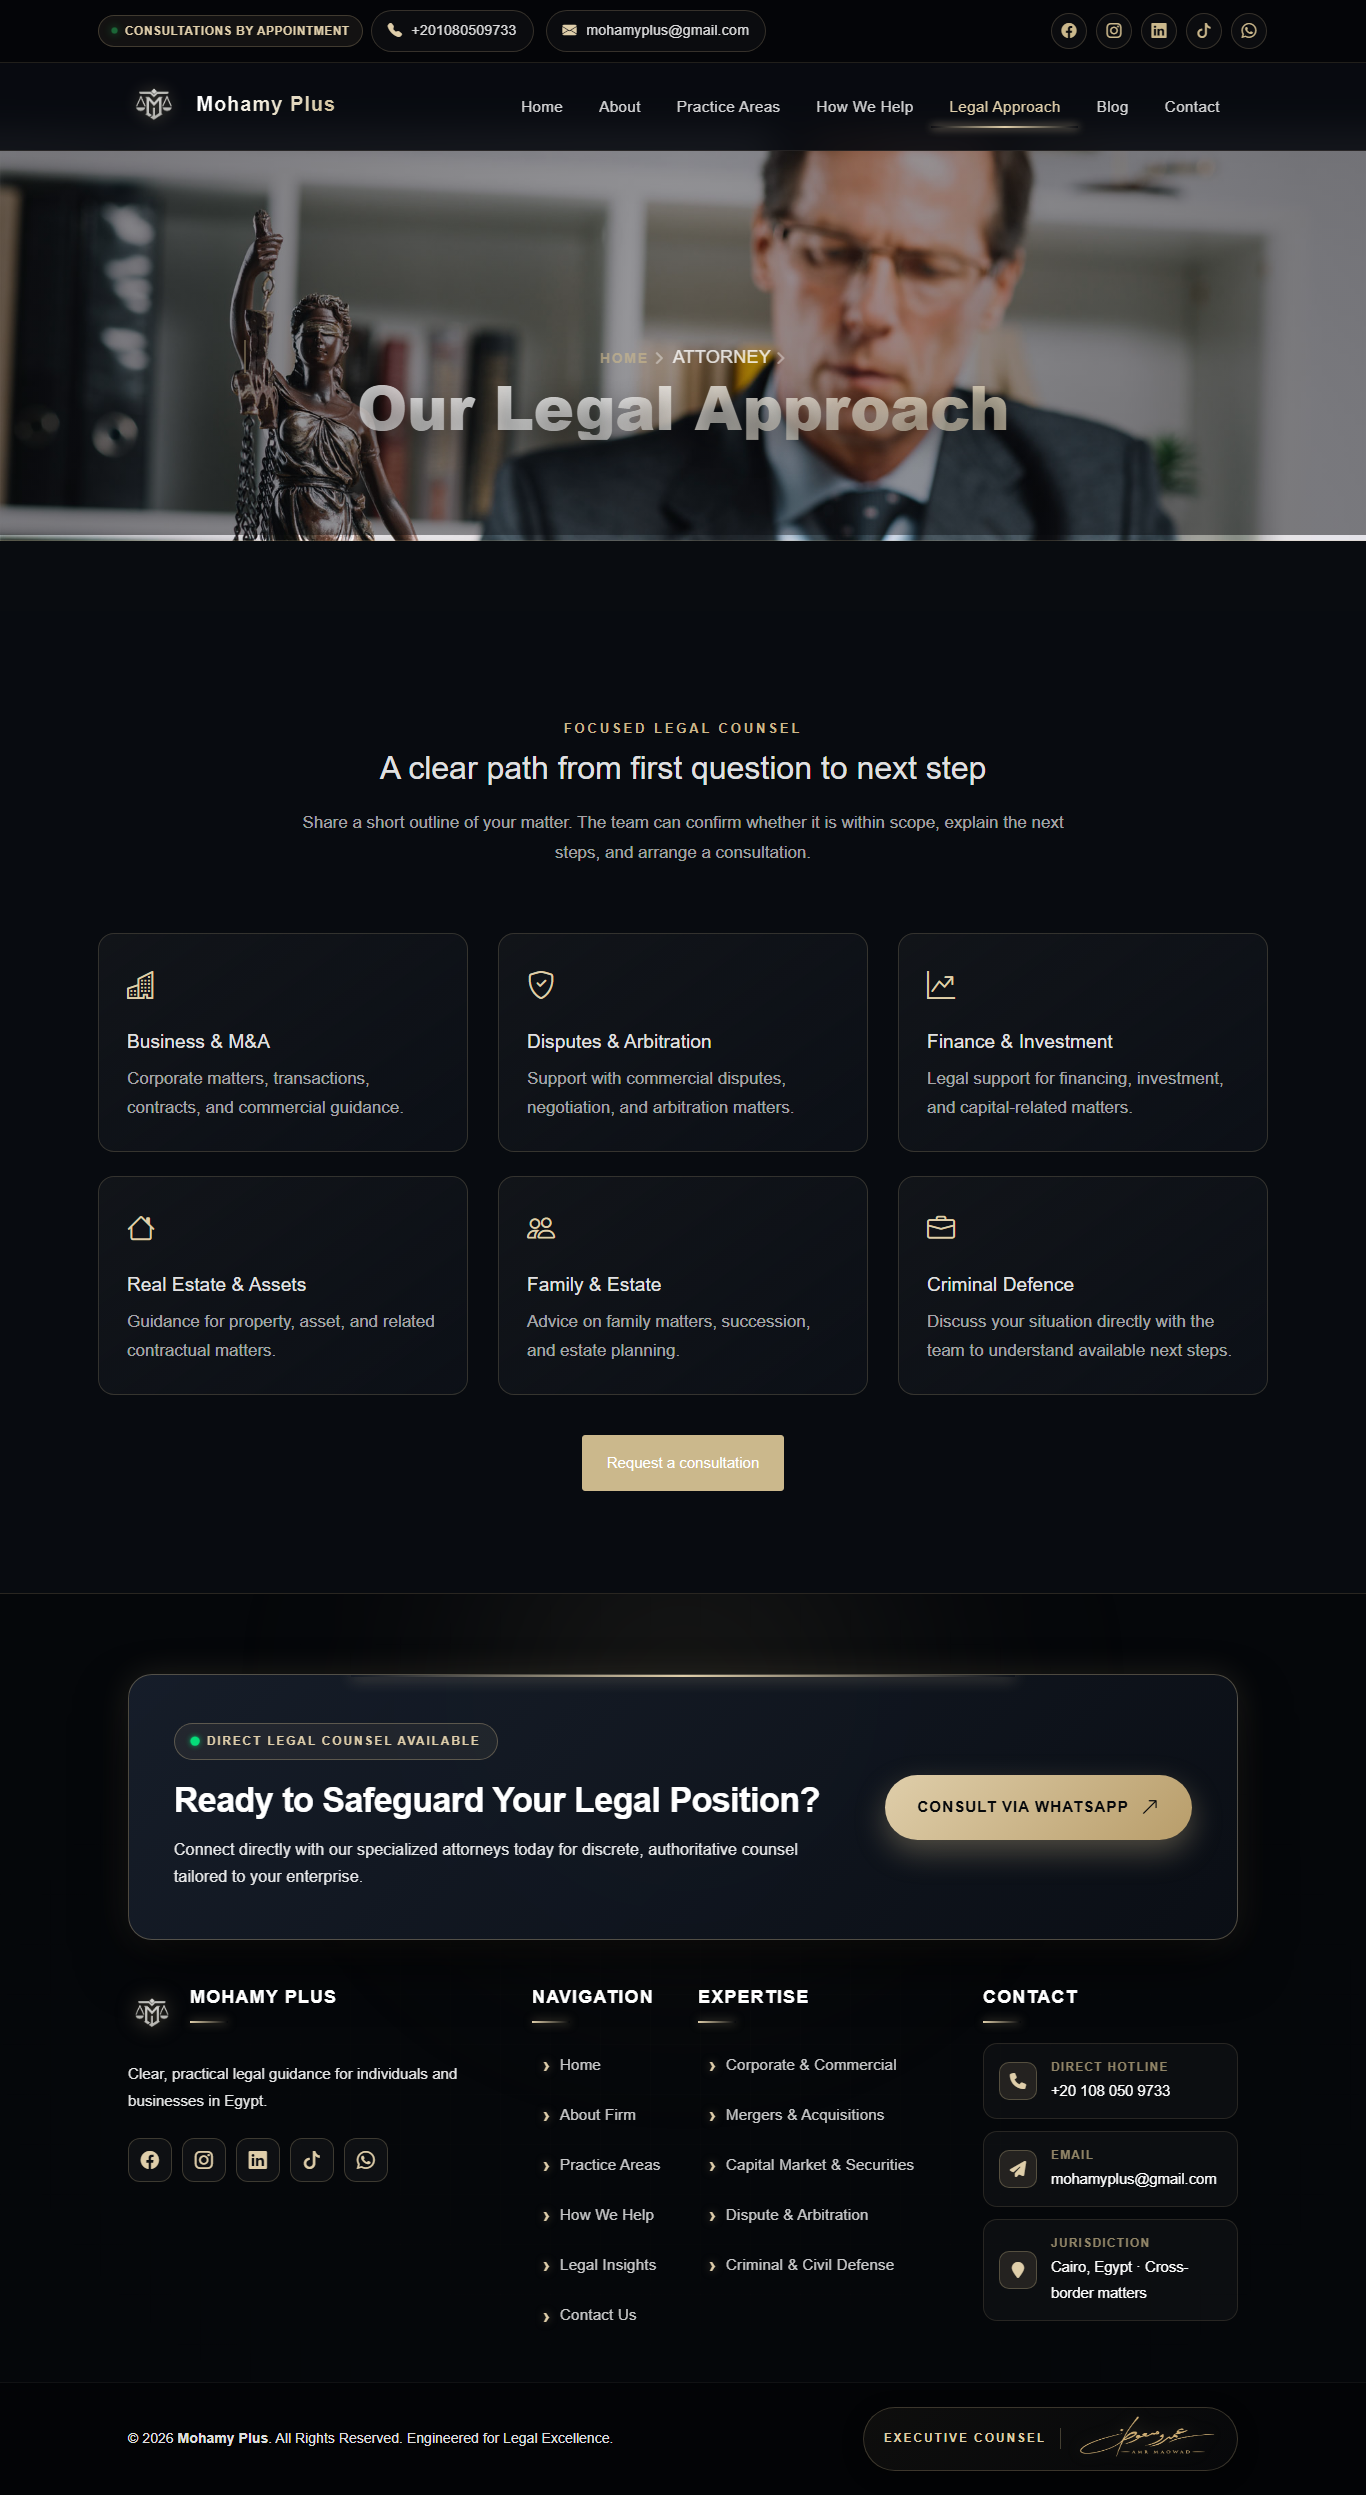 CONSULTATIONS BY APPOINTMENT
+201080509733
mohamyplus@gmail.com
Mohamy Plus
Home
About
Practice Areas
How We Help
Legal Approach
Blog
Contact
HOME > ATTORNEY >
Our Legal Approach
FOCUSED LEGAL COUNSEL
A clear path from first question to next step
Share a short outline of your matter. The team can confirm whether it is within scope, explain the next
steps, and arrange a consultation.
Business & M&A
Corporate matters, transactions,
contracts, and commercial guidance.
Disputes & Arbitration
Support with commercial disputes,
negotiation, and arbitration matters.
Finance & Investment
Legal support for financing, investment,
and capital-related matters.
Real Estate & Assets
Guidance for property, asset, and related
contractual matters.
Family & Estate
Advice on family matters, succession,
and estate planning.
Criminal Defence
Discuss your situation directly with the
team to understand available next steps.
Request a consultation
DIRECT LEGAL COUNSEL AVAILABLE
Ready to Safeguard Your Legal Position?
Connect directly with our specialized attorneys today for discrete, authoritative counsel
tailored to your enterprise.
CONSULT VIA WHATSAPP
MOHAMY PLUS
Clear, practical legal guidance for individuals and
businesses in Egypt.
NAVIGATION
› Home
› About Firm
› Practice Areas
› How We Help
› Legal Insights
› Contact Us
EXPERTISE
› Corporate & Commercial
› Mergers & Acquisitions
› Capital Market & Securities
› Dispute & Arbitration
› Criminal & Civil Defense
CONTACT
DIRECT HOTLINE
+20 108 050 9733
EMAIL
mohamyplus@gmail.com
JURISDICTION
Cairo, Egypt · Cross-
border matters
© 2026 Mohamy Plus. All Rights Reserved. Engineered for Legal Excellence.
EXECUTIVE COUNSEL
AMR MAOWAD